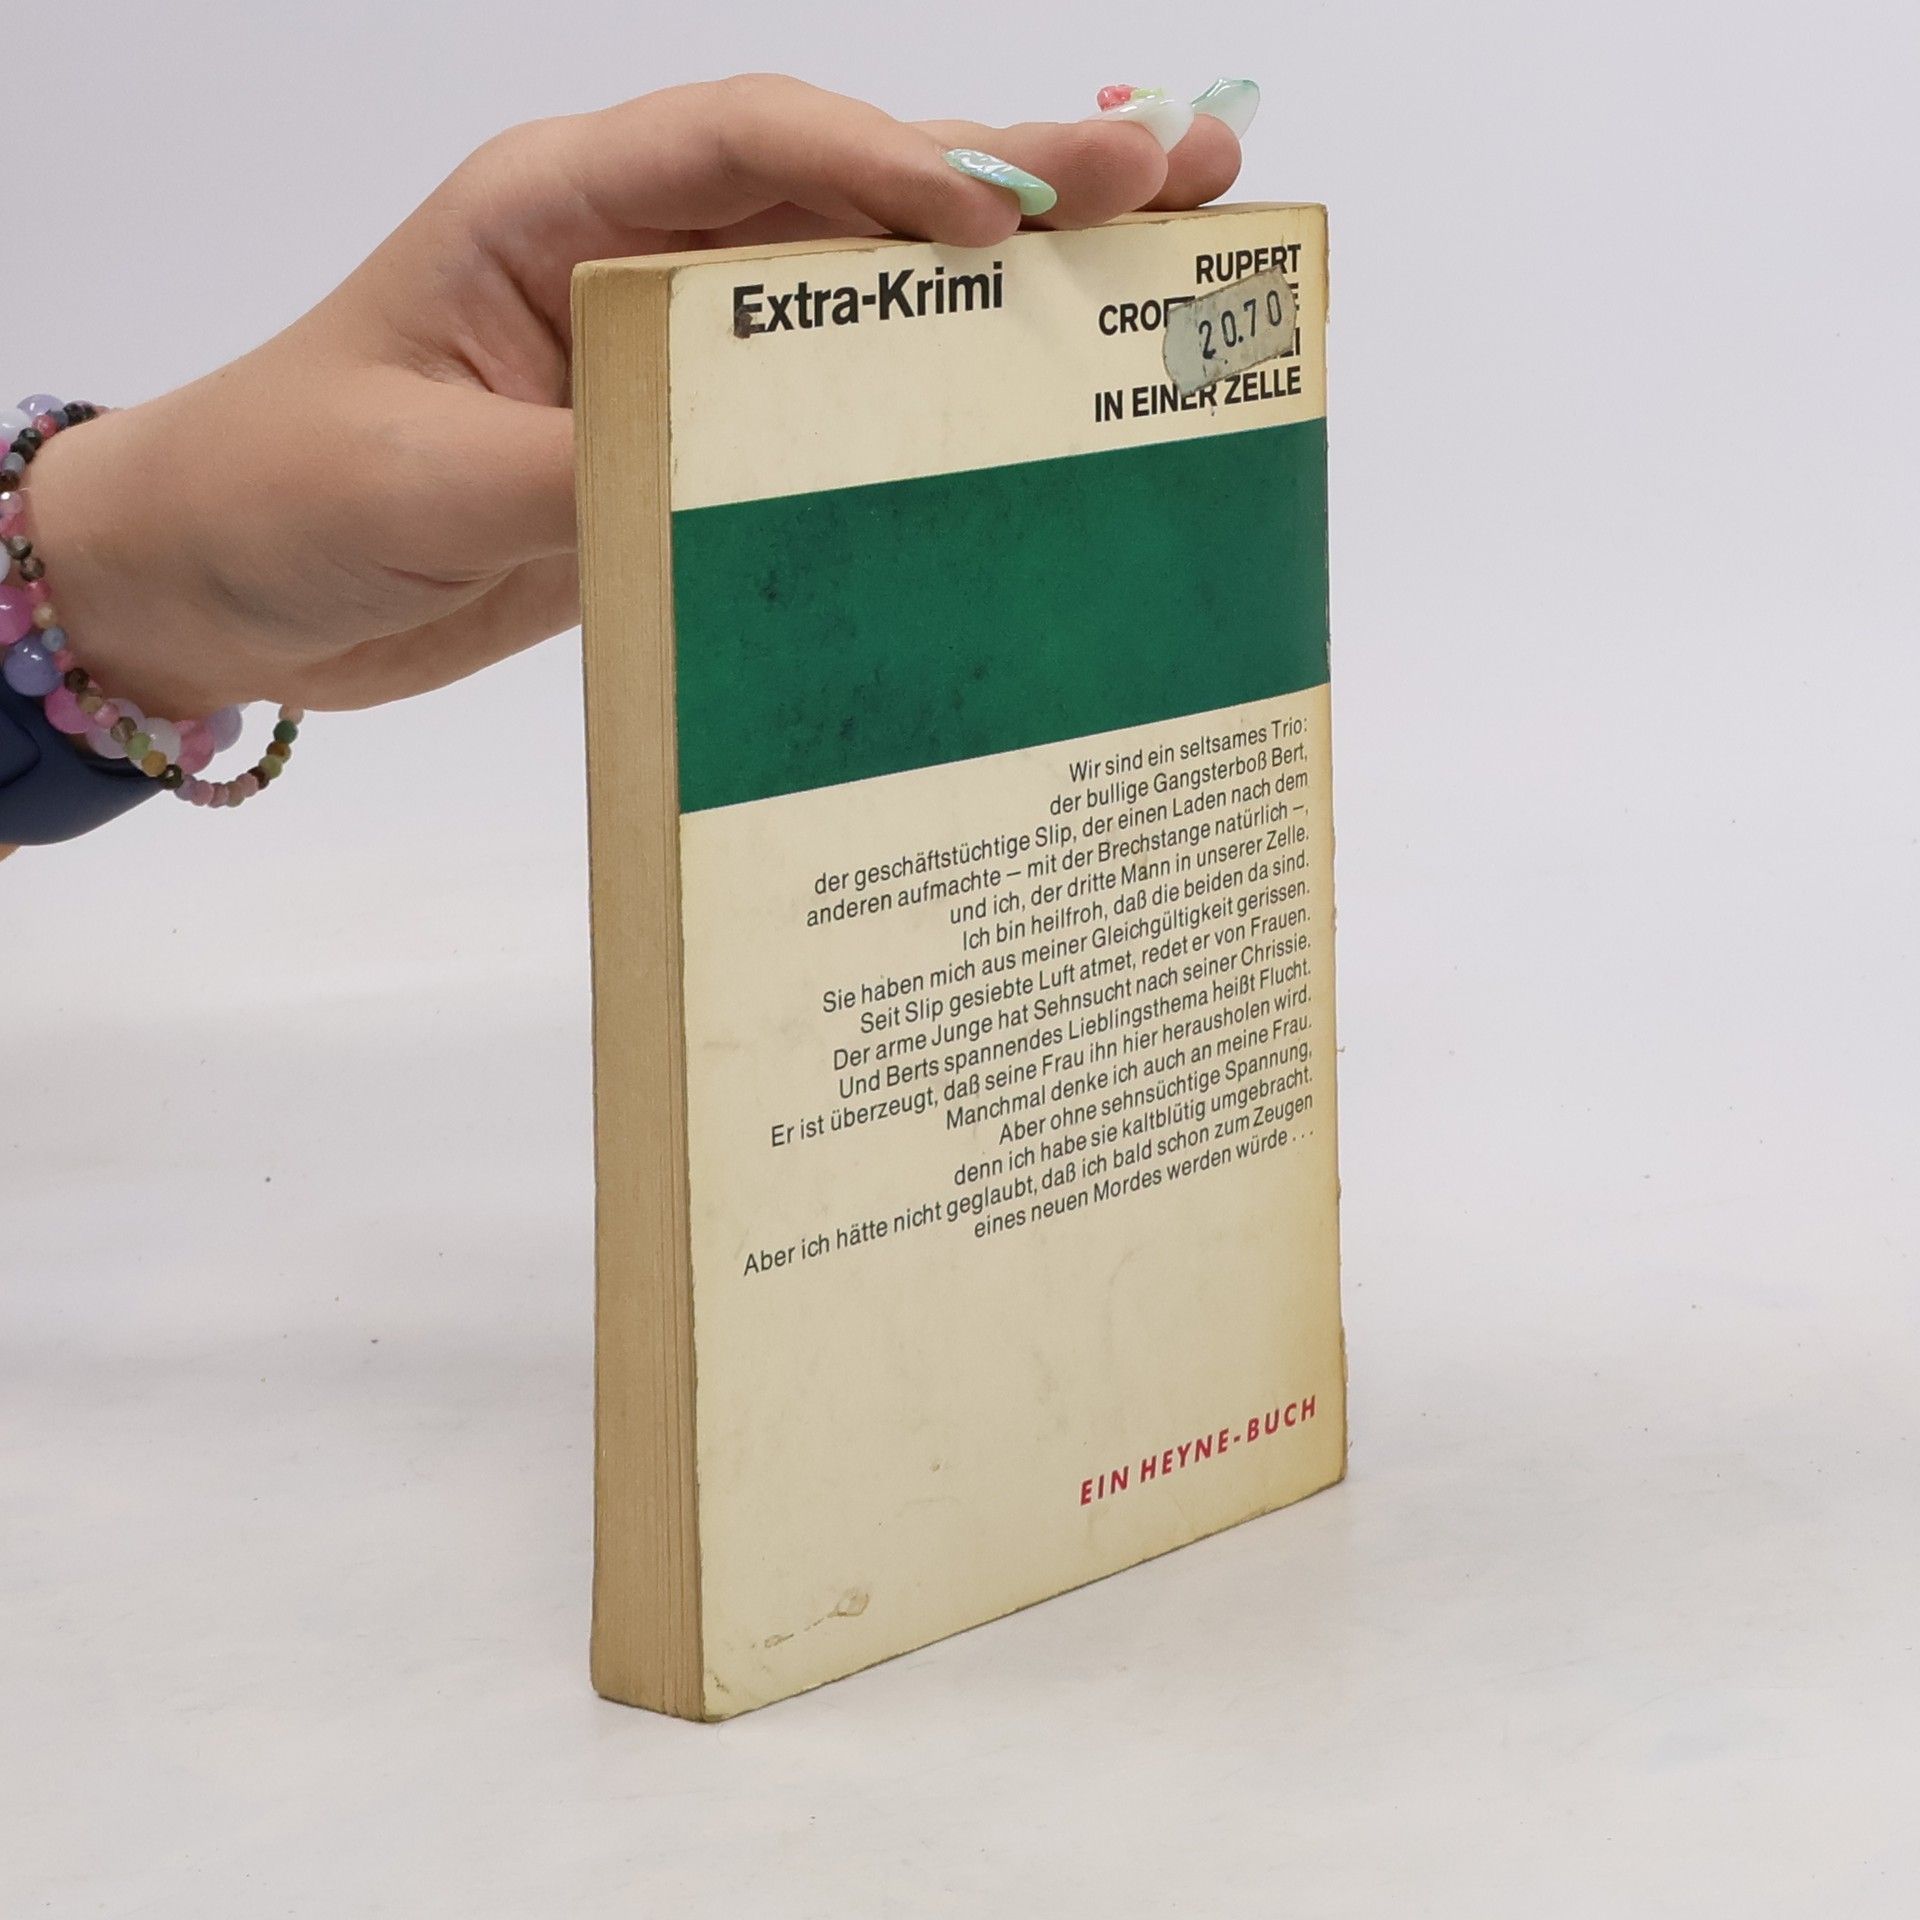 Extra-Krimi
RUPERT
20.70
IN EINER ZELLE
Wir sind ein seltsames Trio:
der bullige Gangsterboß Bert,
der geschäftstüchtige Slip, der einen Laden nach dem
anderen aufmachte – mit der Brechstange natürlich –,
und ich, der dritte Mann in unserer Zelle.
Ich bin heilfroh, daß die beiden da sind.
Sie haben mich aus meiner Gleichgültigkeit gerissen.
Seit Slip gesiebte Luft atmet, redet er von Frauen.
Der arme Junge hat Sehnsucht nach seiner Chrissie.
Und Berts spannendes Lieblingsthema heißt Flucht.
Er ist überzeugt, daß seine Frau ihn hier herausholen wird.
Manchmal denke ich auch an meine Frau.
Aber ohne sehnsüchtige Spannung,
denn ich habe sie kaltblütig umgebracht.
Aber ich hätte nicht geglaubt, daß ich bald schon zum Zeugen
eines neuen Mordes werden würde . . .
EIN HEYNE-BUCH